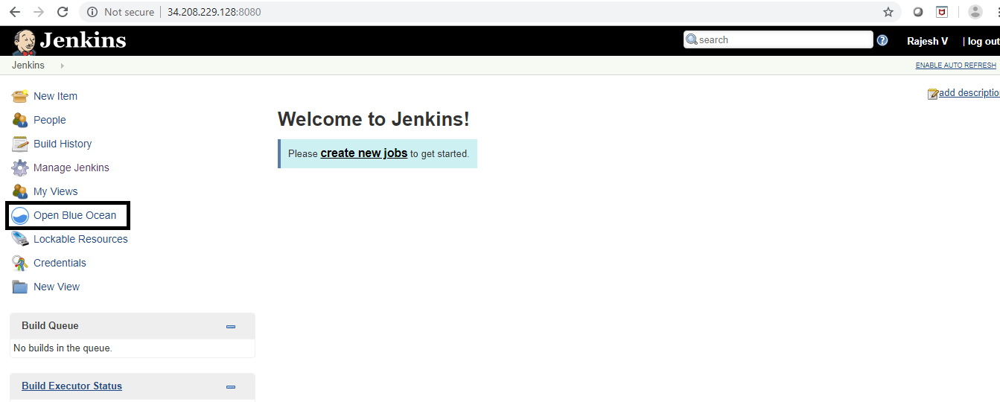 Not secure 34.208.229.128:8080
Jenkins
search
Rajesh V | log out
Jenkins
ENABLE AUTO REFRESH
New Item
add descriptio
People
Welcome to Jenkins!
Build History
Please create new jobs to get started.
Manage Jenkins
My Views
Open Blue Ocean
Lockable Resources
Credentials
New View
Build Queue
No builds in the queue.
Build Executor Status